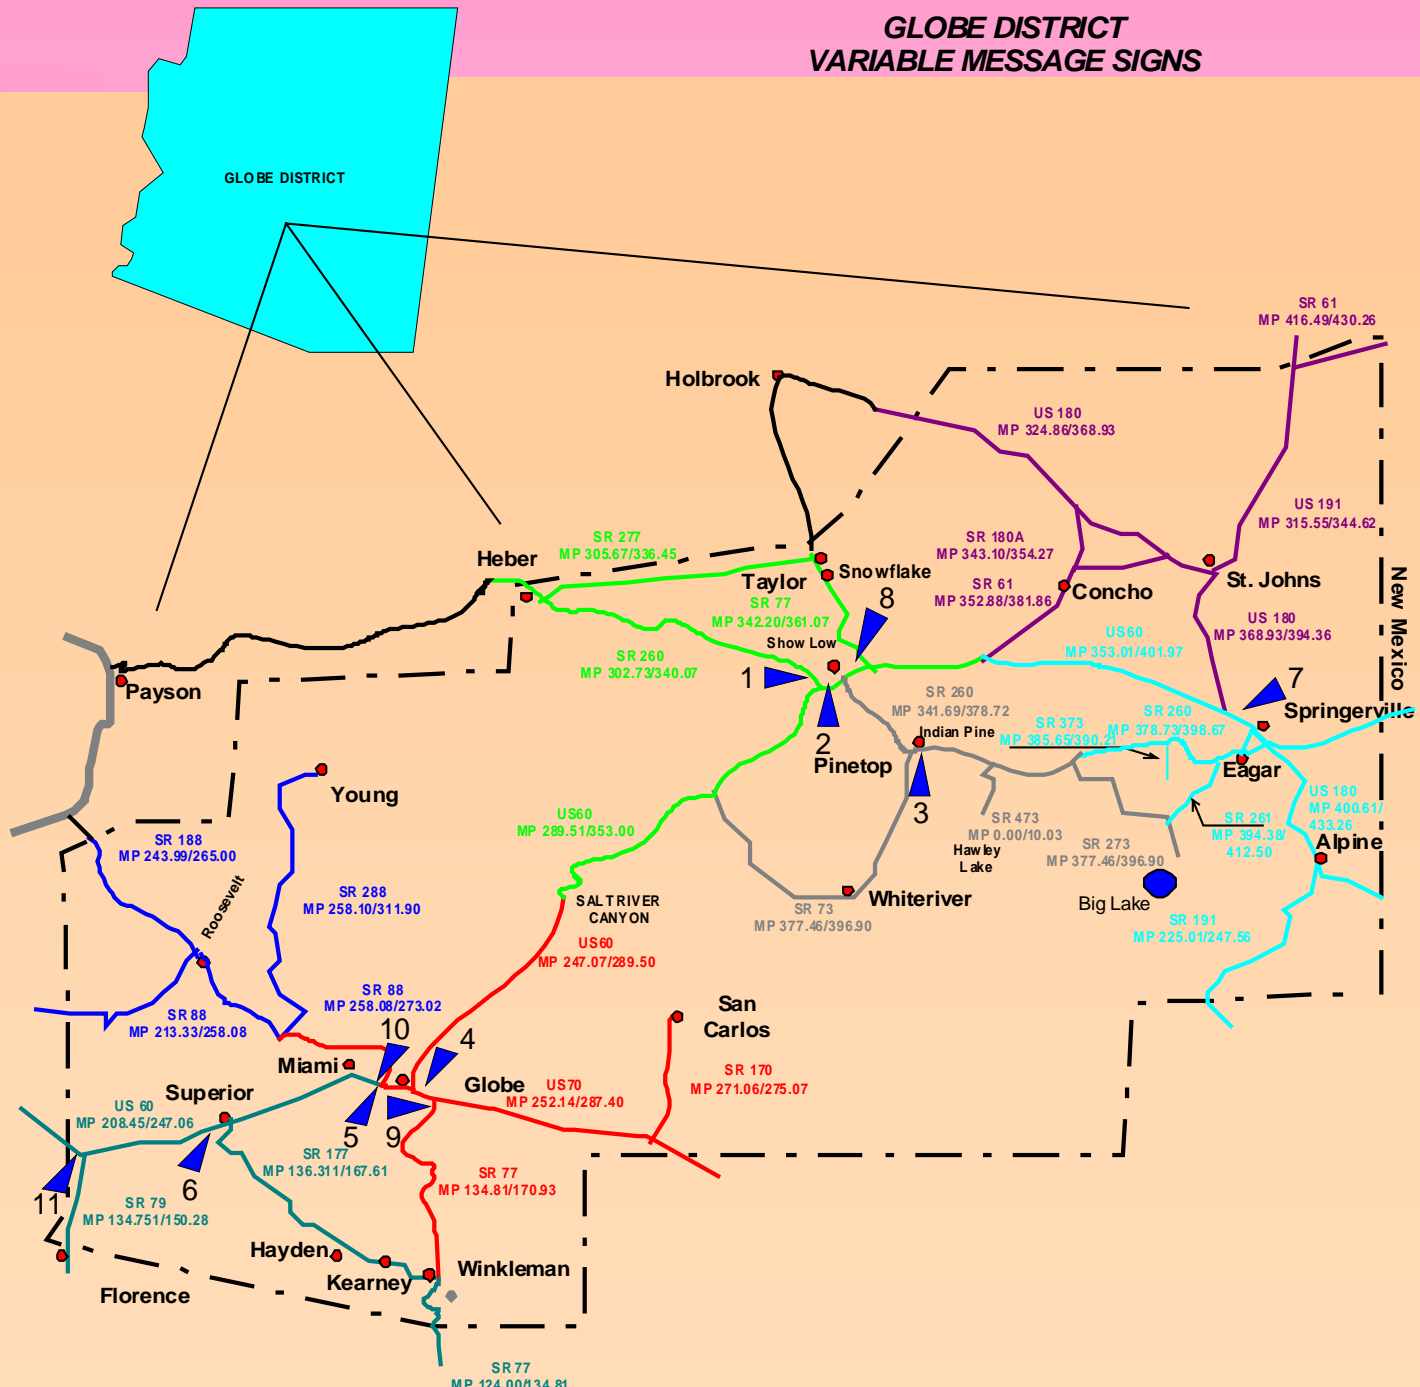 GLOBE DISTRICT
VARIABLE MESSAGE SIGNS
GLOBE DISTRICT
SR 61
MP 416.49/430.26
Holbrook
US 180
MP 324.86/368.93
US 191
MP 315.55/344.62
SR 277
MP 305.67/336.45
Heber
SR 180A
MP 343.10/354.27
Taylor
Snowflake
SR 61
MP 352.88/381.86
Concho
St. Johns
New Mexico
SR 77
MP 342.20/361.07
8
Show Low
US 180
MP 368.93/394.36
US60
MP 353.01/401.97
SR 260
MP 302.73/340.07
1
7
Payson
SR 260
MP 341.69/378.72
Springerville
SR 373
MP 385.65/390.21
SR 260
MP 378.73/398.67
Indian Pine
2
Pinetop
Eagar
Young
3
US 180
MP 400.61/
433.26
US60
MP 289.51/353.00
SR 473
MP 0.00/10.03
SR 261
MP 394.38/
412.50
SR 188
MP 243.99/265.00
Hawley
Lake
SR 273
MP 377.46/396.90
Alpine
Roosevelt
SR 288
MP 258.10/311.90
SALT RIVER
CANYON
Whiteriver
Big Lake
SR 73
MP 377.46/396.90
SR 191
MP 225.01/247.56
US60
MP 247.07/289.50
SR 88
MP 258.08/273.02
San
Carlos
SR 88
MP 213.33/258.08
10
4
Miami
Superior
Globe
SR 170
MP 271.06/275.07
US70
MP 252.14/287.40
US 60
MP 208.45/247.06
5
9
SR 177
MP 136.311/167.61
6
SR 77
MP 134.81/170.93
11
SR 79
MP 134.751/150.28
Hayden
Kearney
Winkleman
Florence
SR 77
MP 124.00/134.81